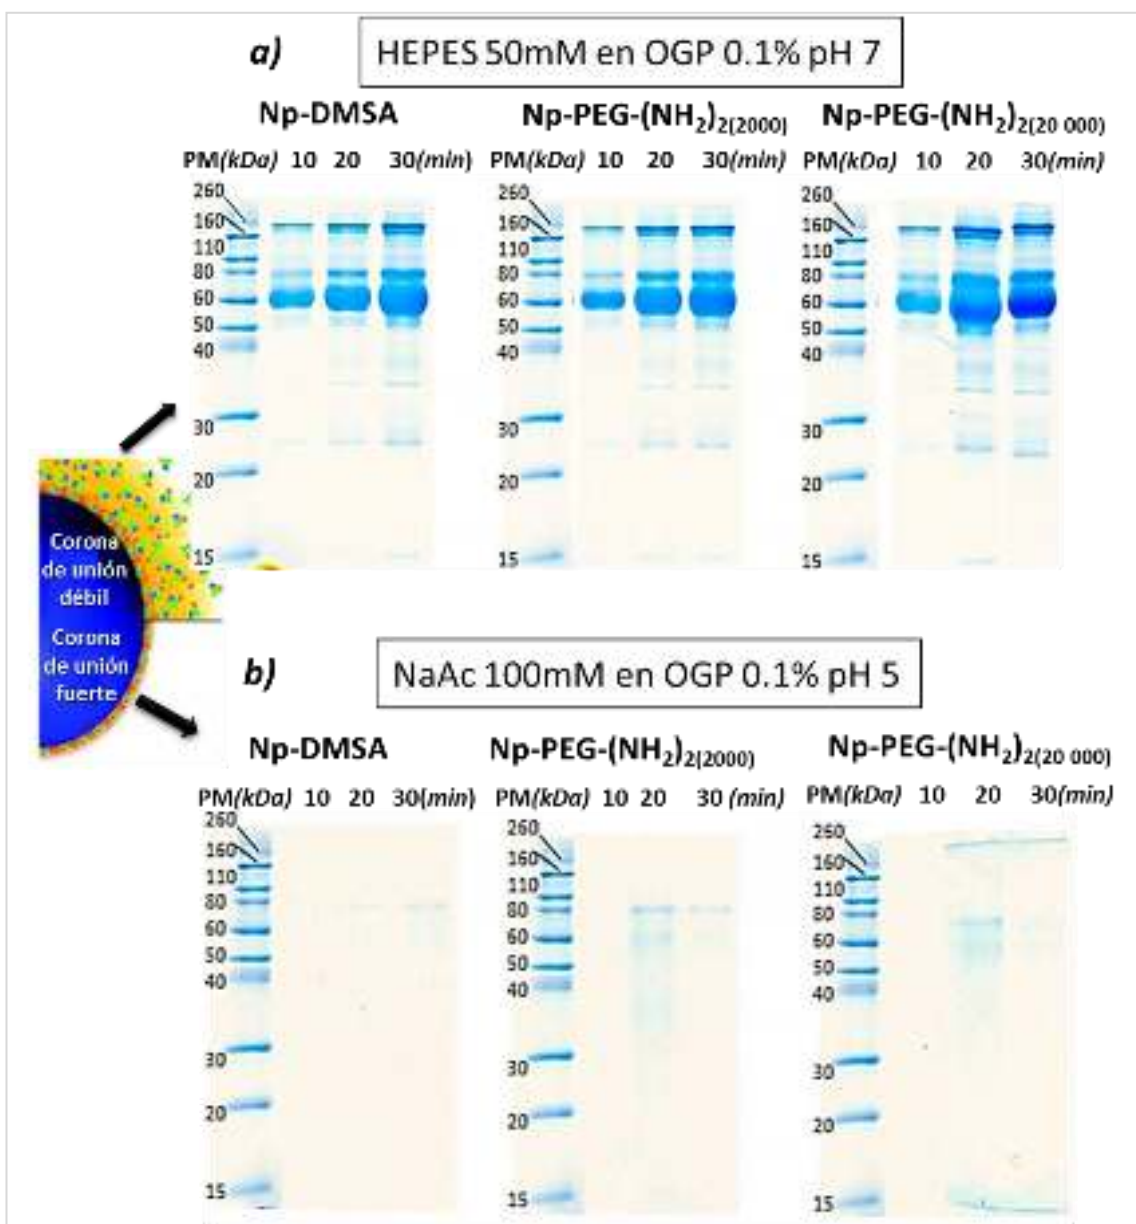 a) HEPES 50mM en OGP 0.1% pH 7
Np-DMSA Np-PEG-(NH2)2(2000) Np-PEG-(NH2)2(20 000)
PM(kDa) 10 20 30(min) PM(kDa) 10 20 30(min) PM(kDa) 10 20 30(min)
260 260 260
160 160 160
110 110 110
80 80 80
60 60 60
50 50 50
40 40 40
30 30 30
20 20 20
15 15 15
Corona
de unión
débil
Corona
de unión
fuerte
b) NaAc 100mM en OGP 0.1% pH 5
Np-DMSA Np-PEG-(NH2)2(2000) Np-PEG-(NH2)2(20 000)
PM(kDa) 10 20 30(min) PM(kDa) 10 20 30 (min) PM(kDa) 10 20 30(min)
260 260 260
160 160 160
110 110 110
80 80 80
60 60 60
50 50 50
40 40 40
30 30 30
20 20 20
15 15 15